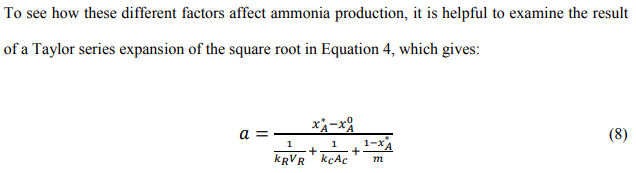 To see how these different factors affect ammonia production, it is helpful to examine the result
of a Taylor series expansion of the square root in Equation 4, which gives:
a = \frac{x_A^* - x_A^0}{\frac{1}{k_R V_R} + \frac{1}{k_C A_C} + \frac{1 - x_A^*}{m}} (8)